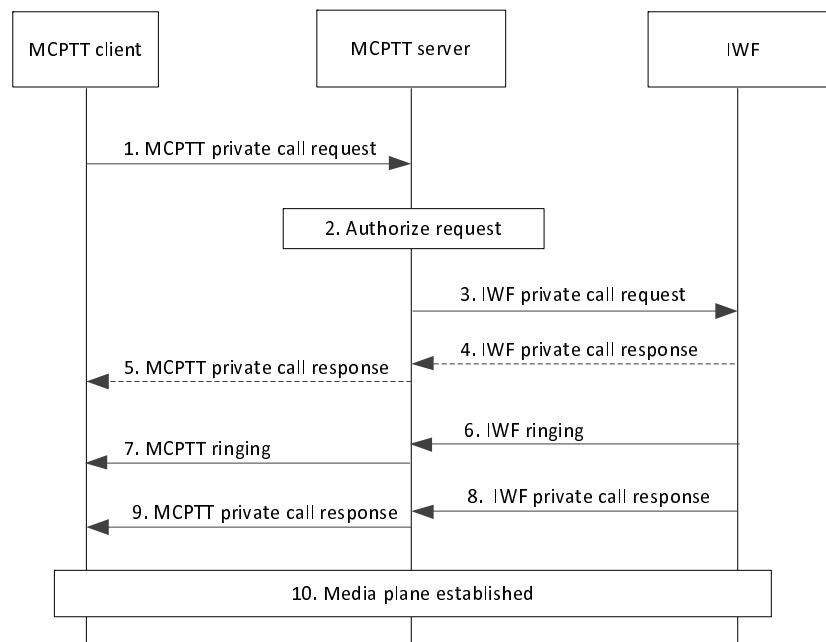 MCPTT client
MCPTT server
IWF
1. MCPTT private call request
2. Authorize request
3. IWF private call request
4. IWF private call response
5. MCPTT private call response
6. IWF ringing
7. MCPTT ringing
8. IWF private call response
9. MCPTT private call response
10. Media plane established